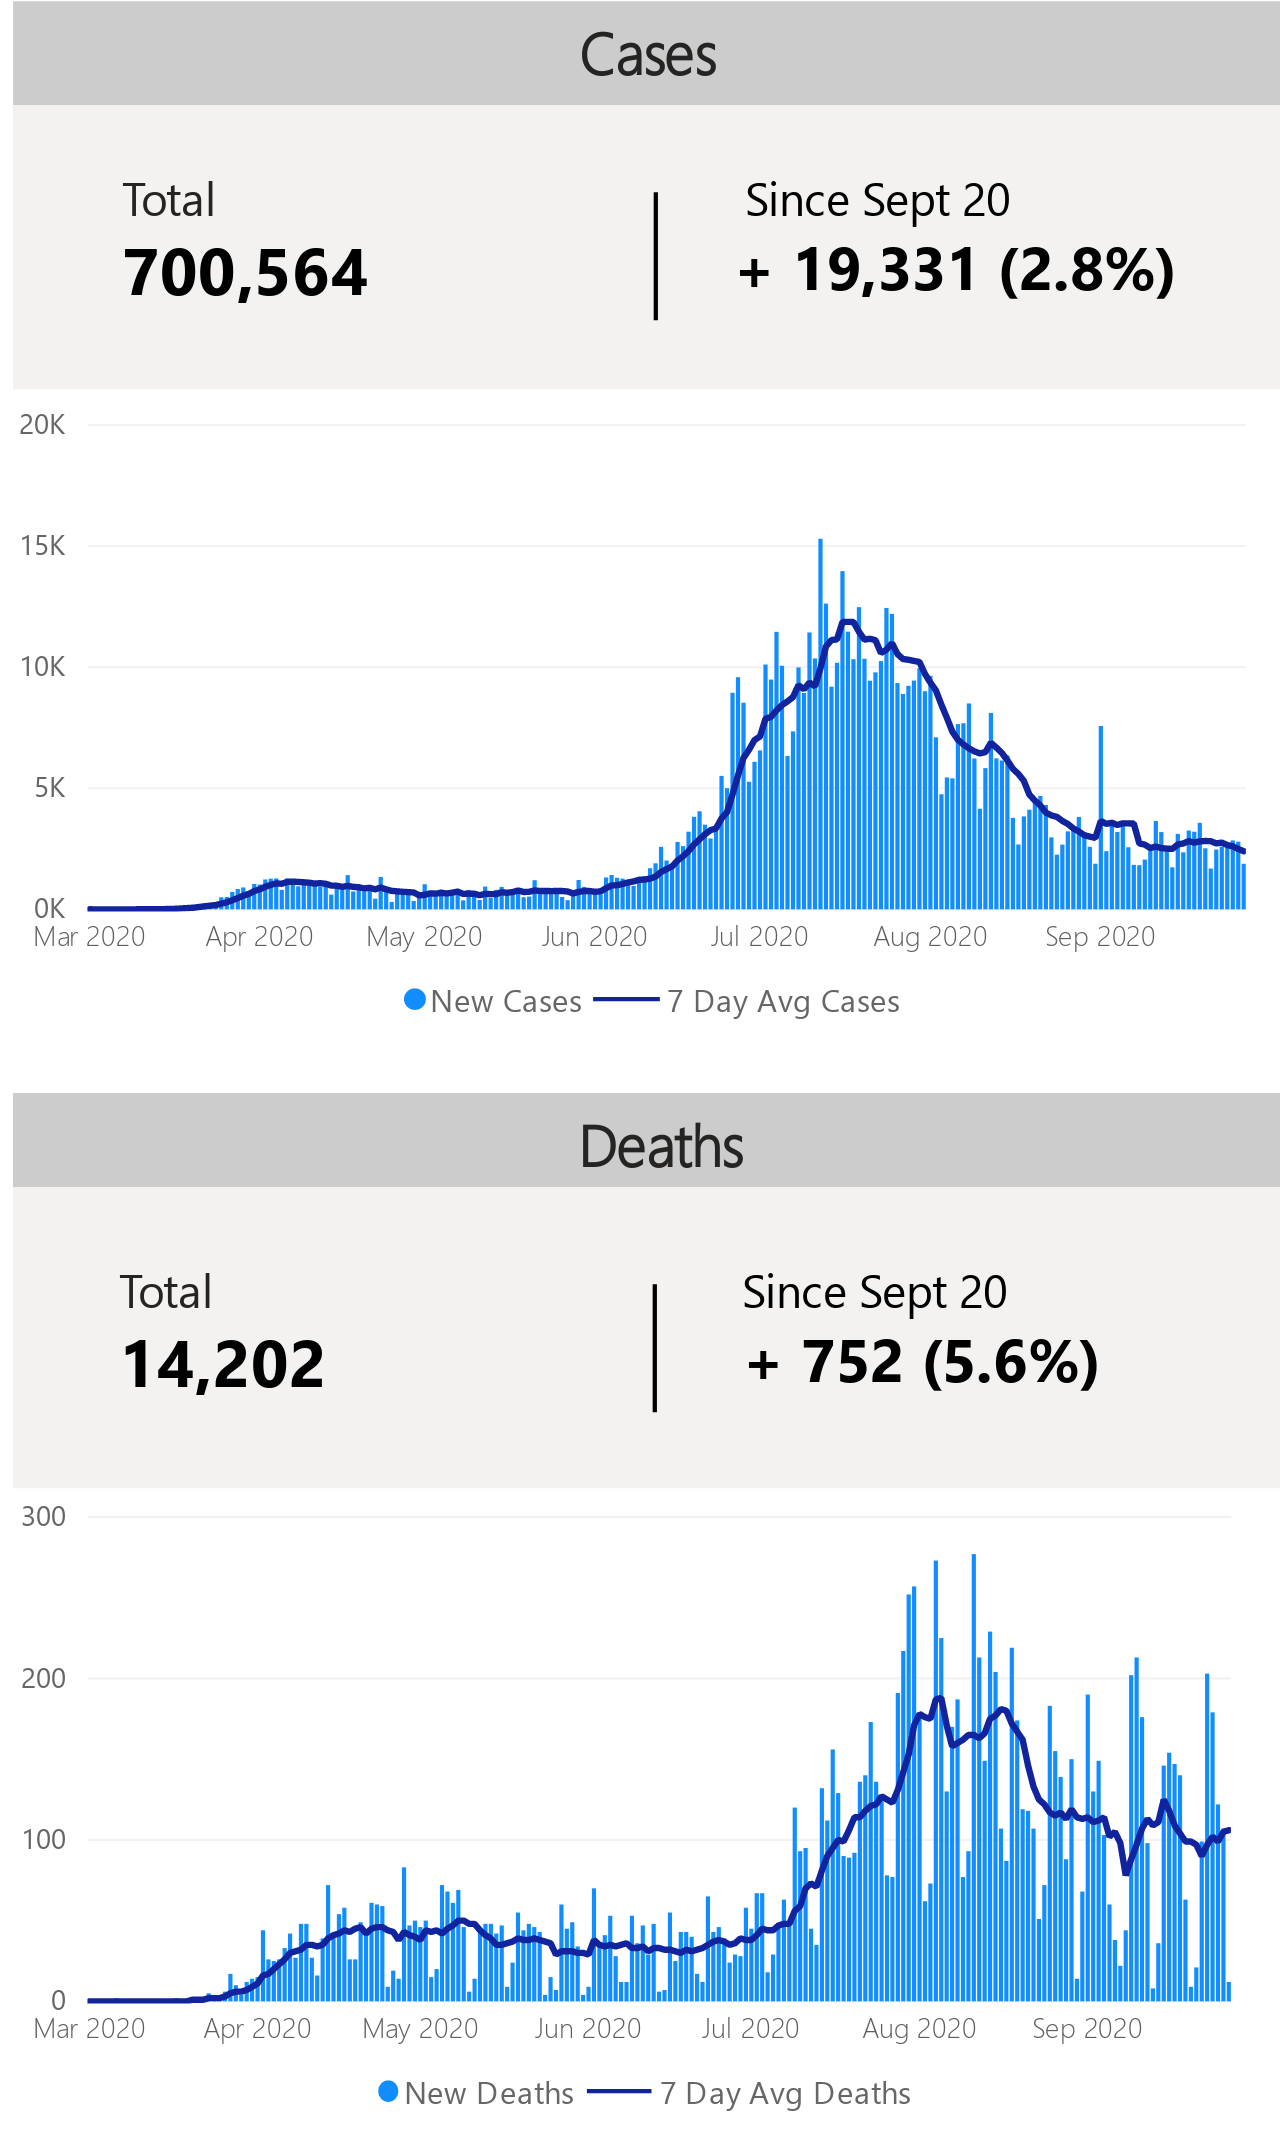 Cases
Total
Since Sept 20
700,564
+ 19,331 (2.8%)
20K
15K
10K
5K
0K
Mar 2020 Apr 2020 May 2020 Jun 2020 Jul 2020 Aug 2020 Sep 2020
New Cases 7 Day Avg Cases
Deaths
Total
Since Sept 20
14,202
+ 752 (5.6%)
300
200
100
0
Mar 2020 Apr 2020 May 2020 Jun 2020 Jul 2020 Aug 2020 Sep 2020
New Deaths 7 Day Avg Deaths